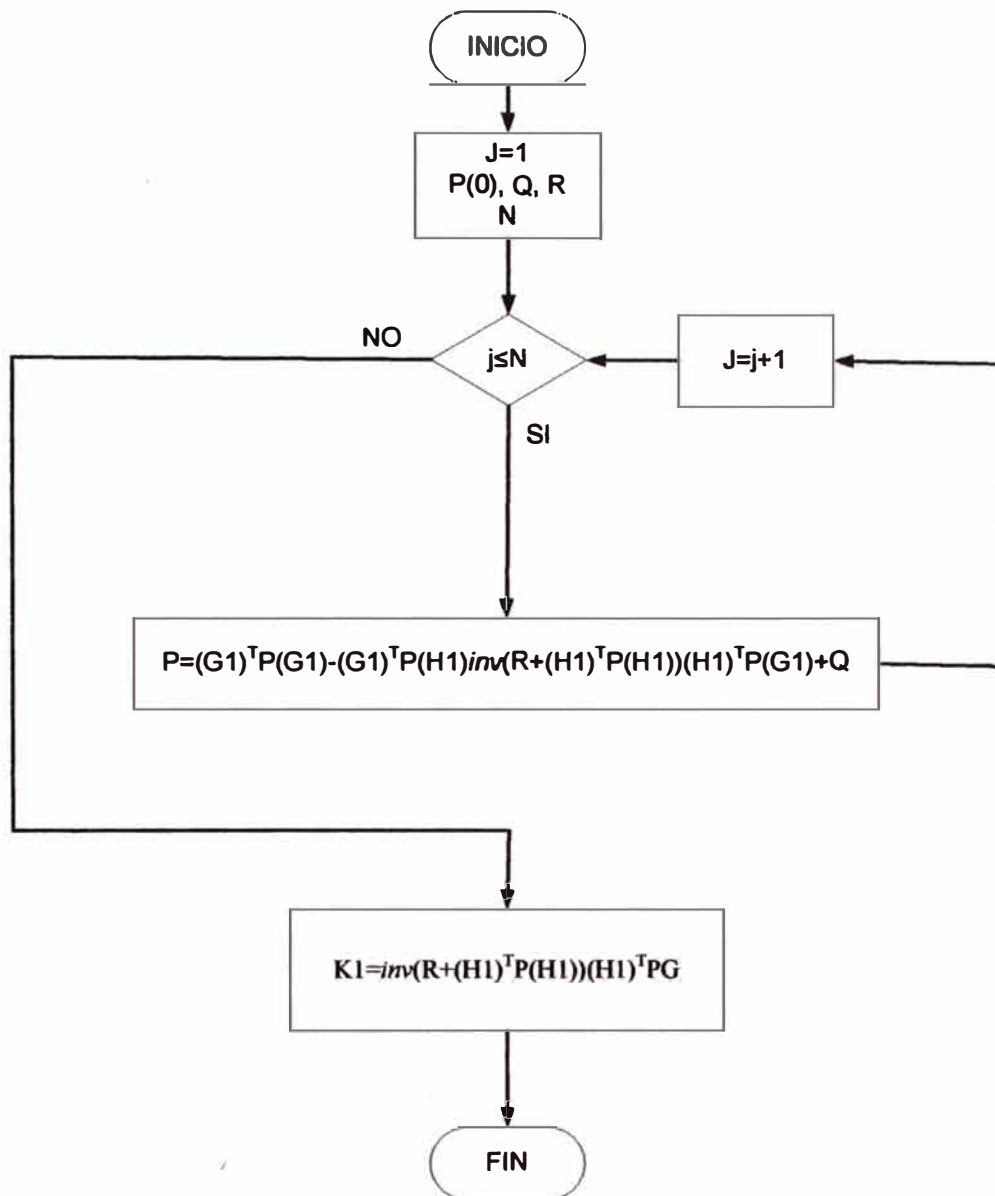 INICIO
J=1
P(0), Q, R
N
NO
j≤N
J=j+1
SI
P=(G1)ᵀP(G1)-(G1)ᵀP(H1)inv(R+(H1)ᵀP(H1))(H1)ᵀP(G1)+Q
K1=inv(R+(H1)ᵀP(H1))(H1)ᵀPG
FIN